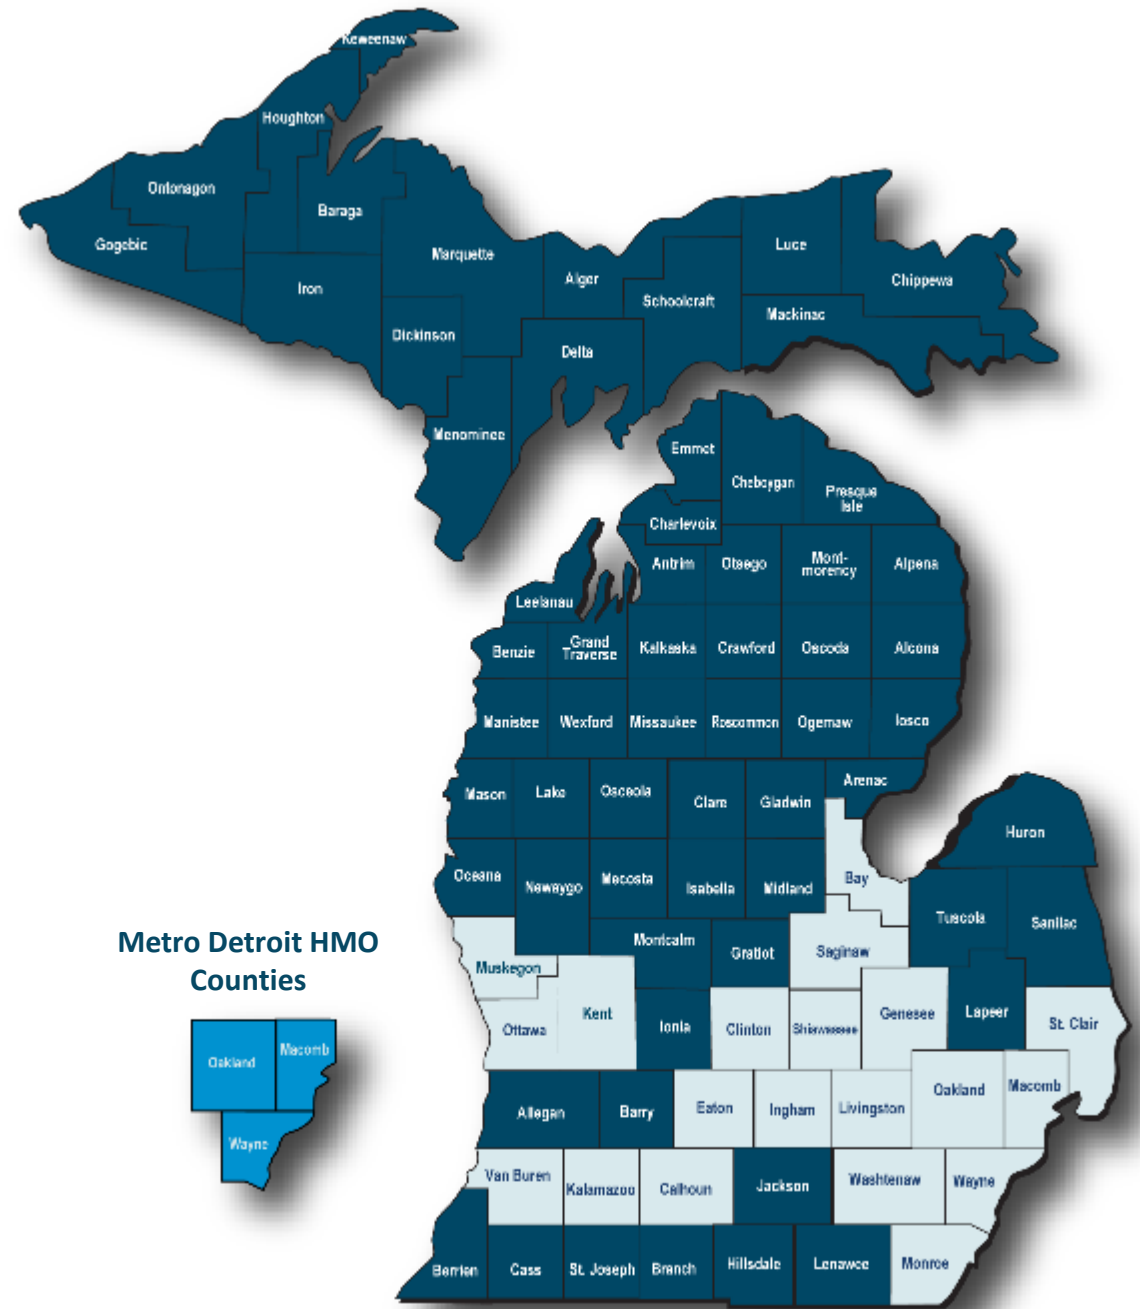 Keweenaw
Houghton
Ontonagon
Baraga
Gogebic
Marquette
Luce
Alger
Chippewa
Iron
Schoolcraft
Mackinac
Dickinson
Delta
Menominee
Emmet
Cheboygan
Presque
Isle
Charlevoix
Antrim
Otsego
Mont-
morency
Alpena
Leelanau
Benzie
Grand
Traverse
Kalkaska
Crawford
Oscoda
Alcona
Manistee
Wexford
Missaukee
Roscommon
Ogemaw
Iosco
Mason
Lake
Osceola
Clare
Gladwin
Arenac
Huron
Oceana
Newaygo
Mecosta
Isabella
Midland
Bay
Tuscola
Sanilac
Metro Detroit HMO
Counties
Muskegon
Montcalm
Gratiot
Saginaw
Ottawa
Kent
Ionia
Clinton
Shiawassee
Genesee
Lapeer
St. Clair
Oakland
Macomb
Wayne
Allegan
Barry
Eaton
Ingham
Livingston
Oakland
Macomb
Van Buren
Kalamazoo
Calhoun
Jackson
Washtenaw
Wayne
Berrien
Cass
St. Joseph
Branch
Hillsdale
Lenawee
Monroe